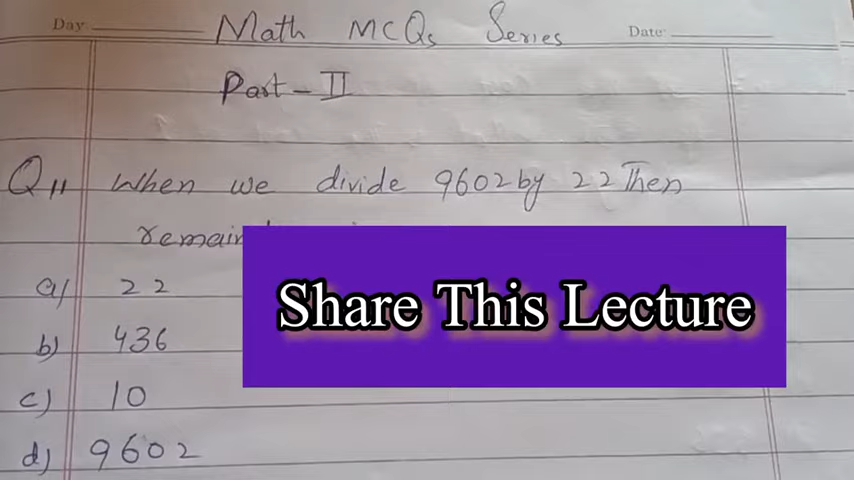 Day: Math MCQs Series Date:
Part - II
Q11 When we divide 9602 by 22 Then
a) 22
b) 436
c) 10
d) 9602
Share This Lecture